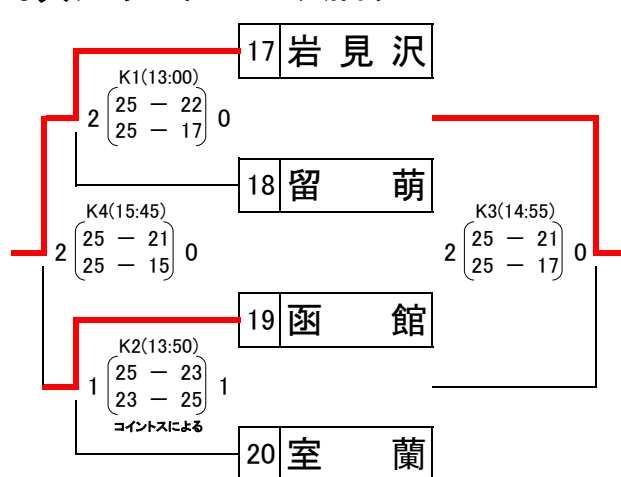 17 岩見沢
K1(13:00)
2 25 － 22 0
25 － 17
18 留萌
K4(15:45)
2 25 － 21 0
25 － 15
K3(14:55)
2 25 － 21 0
25 － 17
19 函館
K2(13:50)
1 25 － 23 1
23 － 25
コイントスによる
20 室蘭